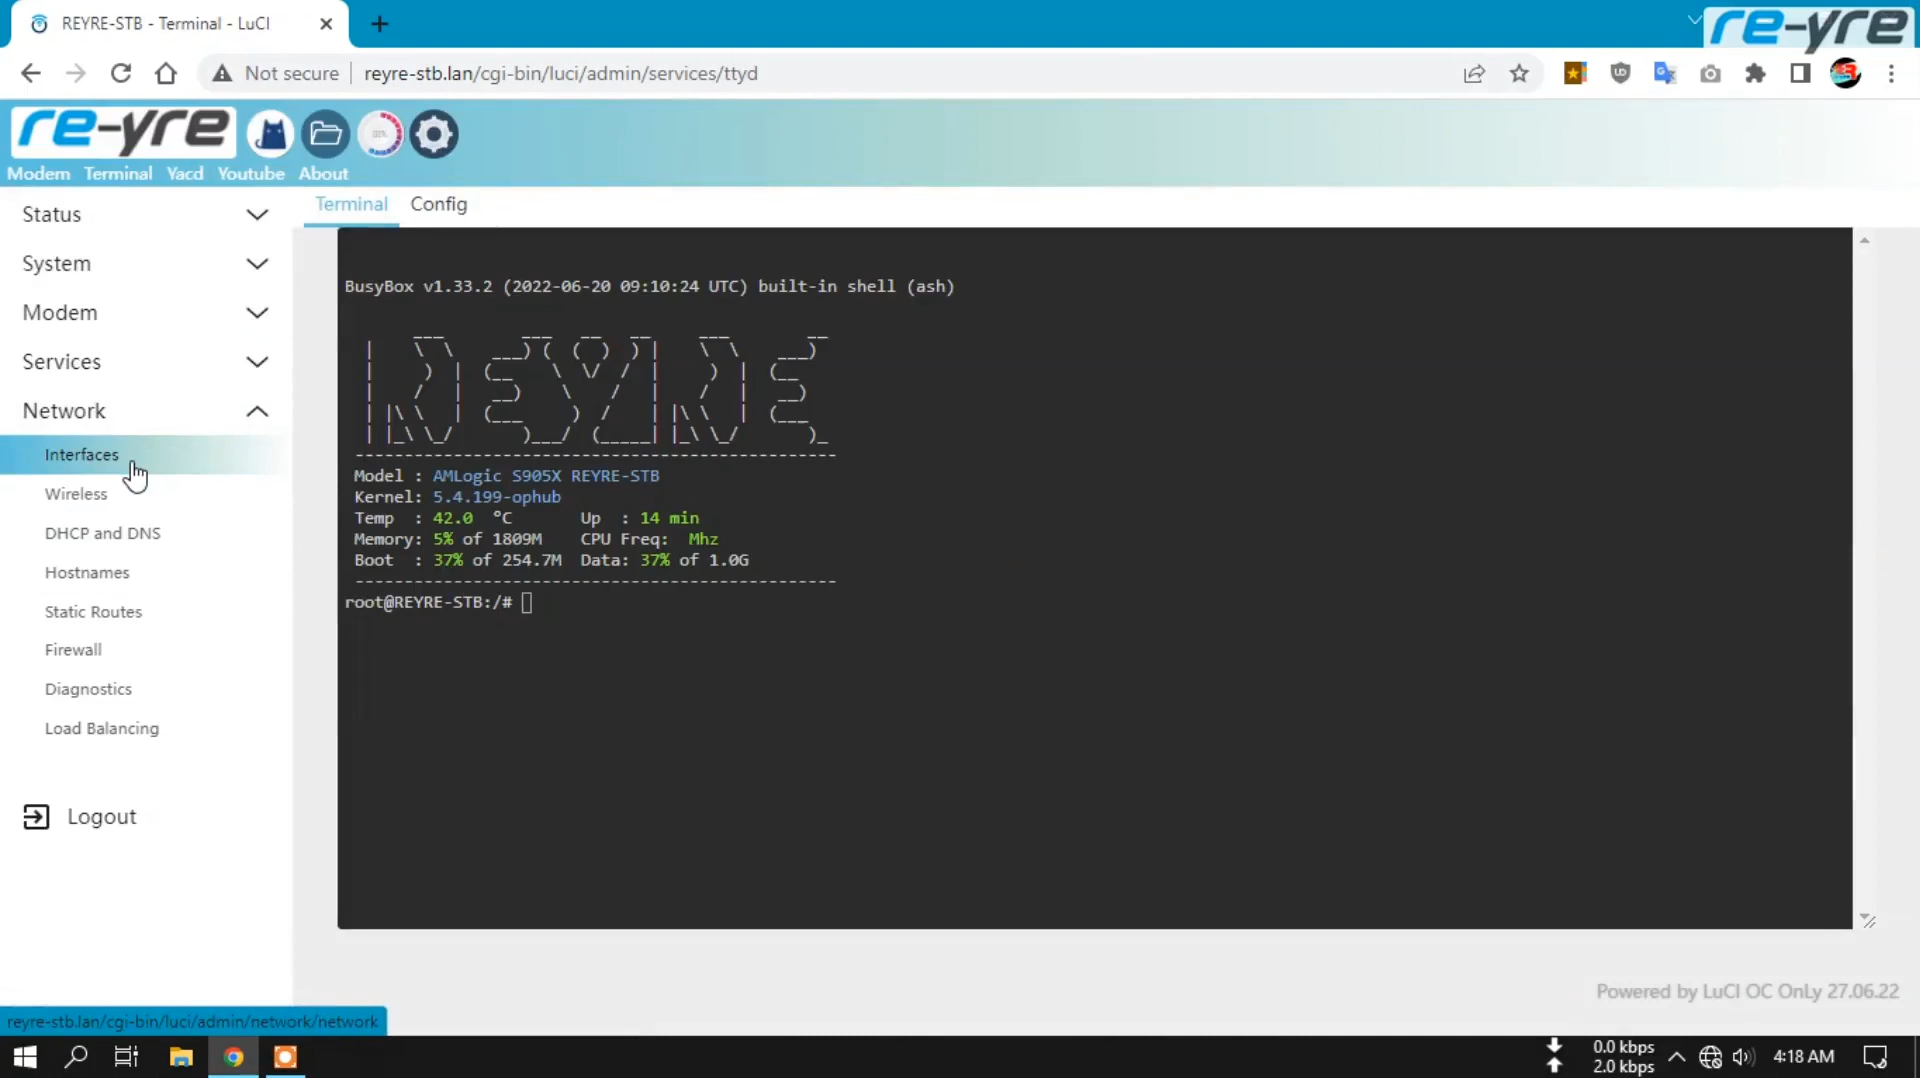 REYRE-STB - Terminal - LuCI
re-yre
Not secure
reyre-stb.lan/cgi-bin/luci/admin/services/ttyd
re-yre
Modem Terminal Yacd Youtube About
Status
System
Modem
Services
Network
Interfaces
Wireless
DHCP and DNS
Hostnames
Static Routes
Firewall
Diagnostics
Load Balancing
Logout
Terminal Config
BusyBox v1.33.2 (2022-06-20 09:10:24 UTC) built-in shell (ash)
REYRE
Model : AMLogic S905X REYRE-STB
Kernel: 5.4.199-ophub
Temp : 42.0 °C Up : 14 min
Memory: 5% of 1809M CPU Freq: Mhz
Boot : 37% of 254.7M Data: 37% of 1.0G
root@REYRE-STB:/#
Powered by LuCI OC OnLy 27.06.22
reyre-stb.lan/cgi-bin/luci/admin/network/network
0.0 kbps
2.0 kbps
4:18 AM